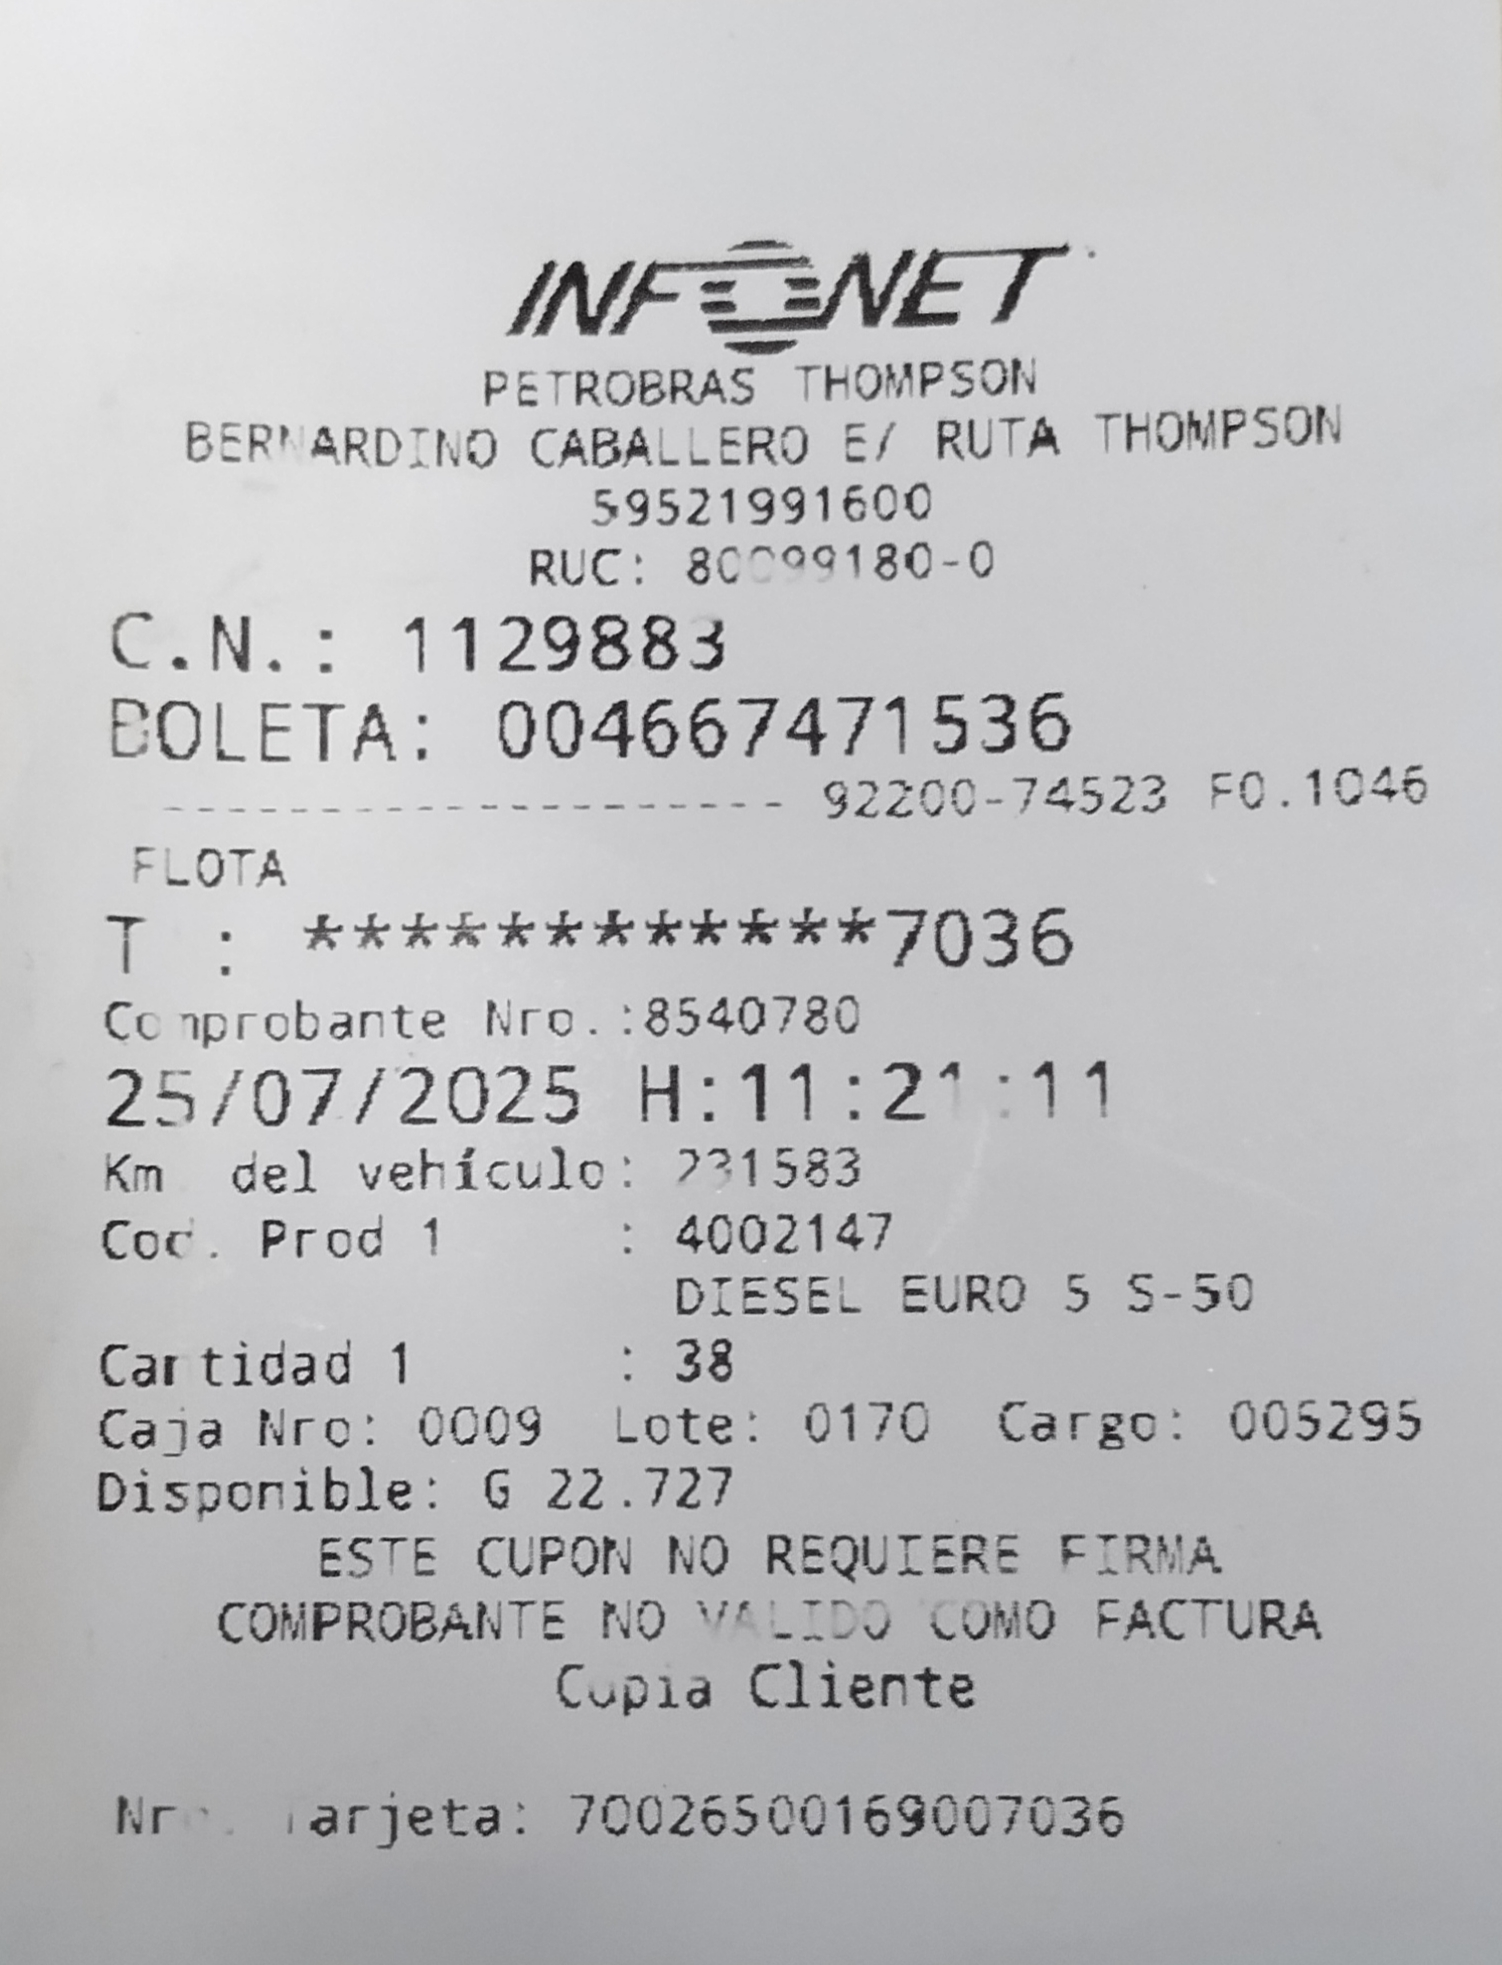 INFONET
PETROBRAS THOMPSON
BERNARDINO CABALLERO E/ RUTA THOMPSON
59521991600
RUC: 80099180-0
C.N.: 1129883
BOLETA: 004667471536
-------------------- 92200-74523 F0.1046
FLOTA
T : ************7036
Comprobante Nro.:8540780
25/07/2025 H:11:21:11
Km del vehículo: 231583
Cod. Prod 1 : 4002147
DIESEL EURO 5 S-50
Cantidad 1 : 38
Caja Nro: 0009 Lote: 0170 Cargo: 005295
Disponible: G 22.727
ESTE CUPON NO REQUIERE FIRMA
COMPROBANTE NO VALIDO COMO FACTURA
Copia Cliente
Nro. Tarjeta: 70026500169007036